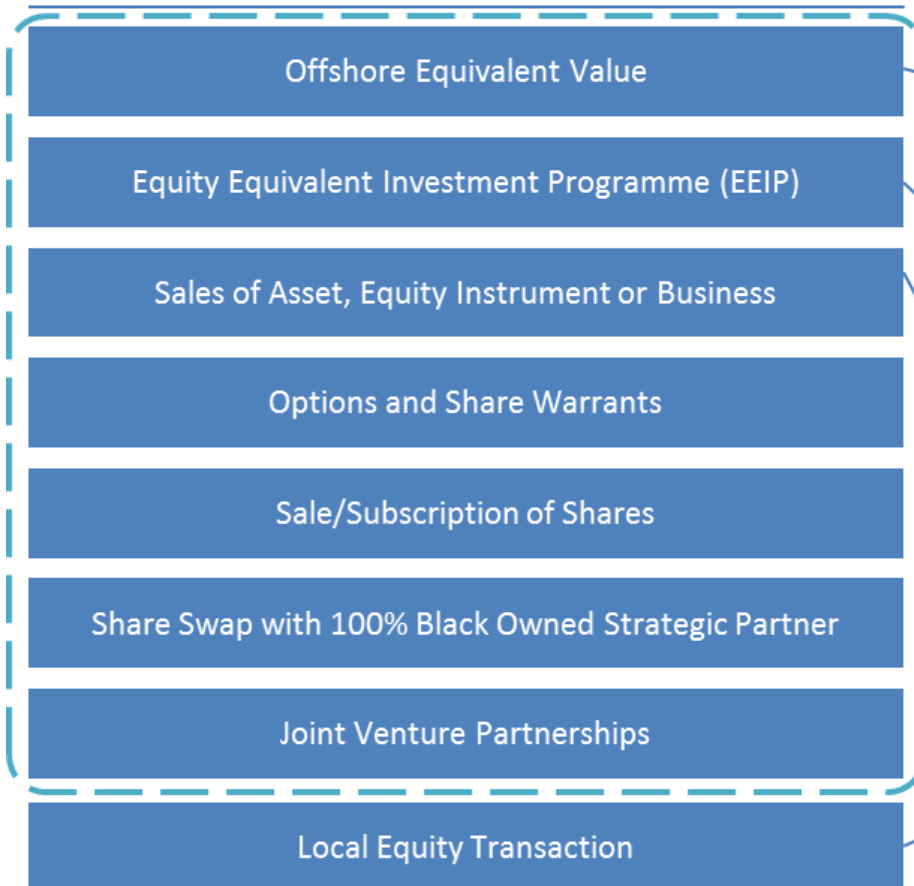 Offshore Equivalent Value
Equity Equivalent Investment Programme (EEIP)
Sales of Asset, Equity Instrument or Business
Options and Share Warrants
Sale/Subscription of Shares
Share Swap with 100% Black Owned Strategic Partner
Joint Venture Partnerships
Local Equity Transaction